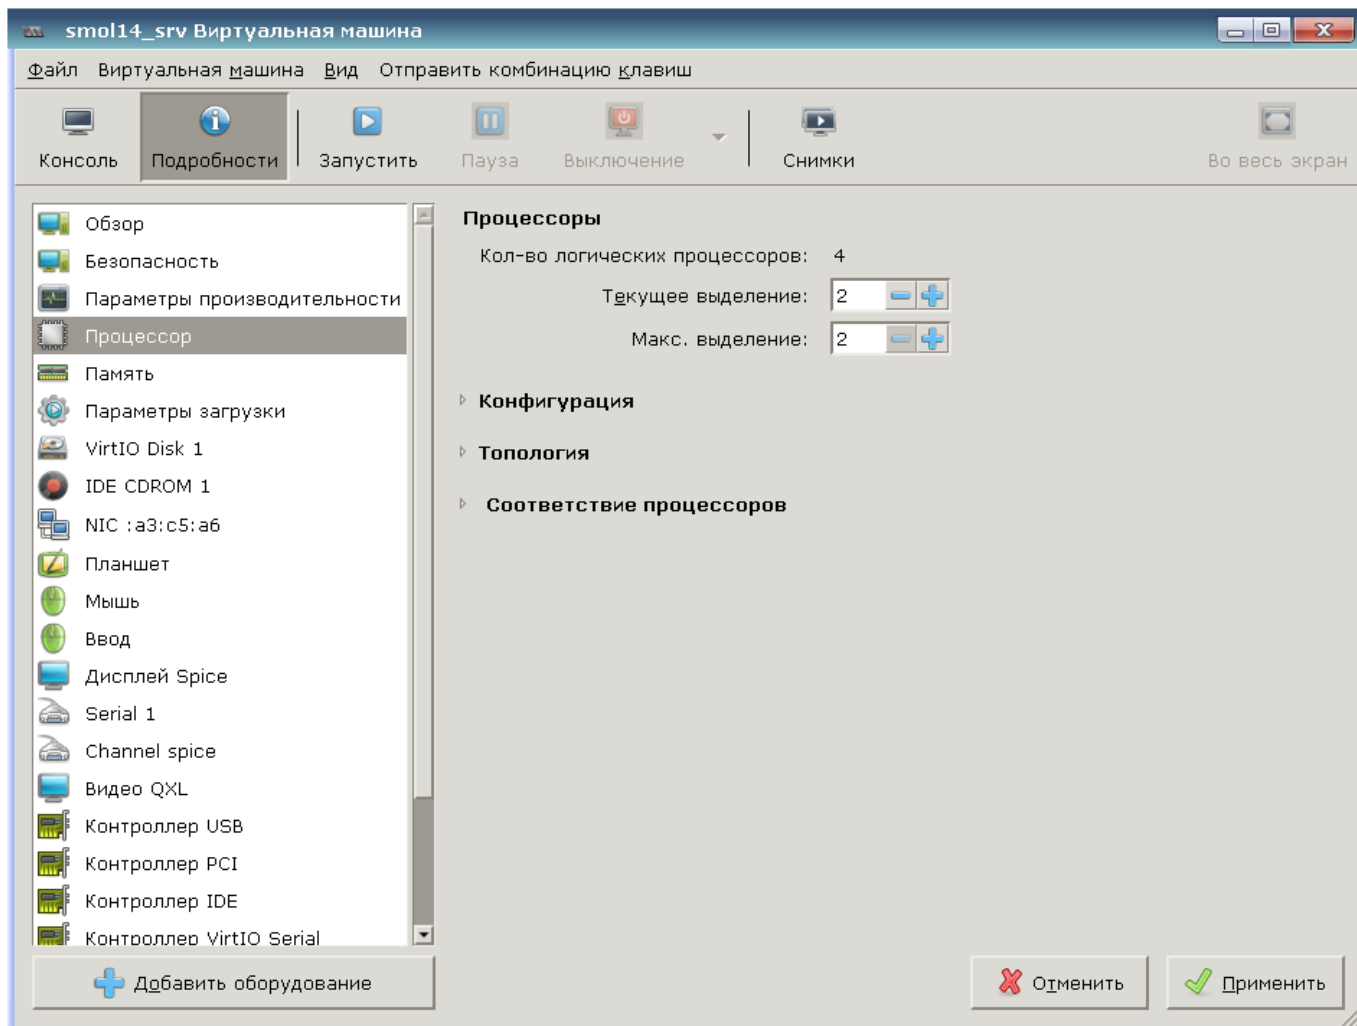 smol14_srv Виртуальная машина
Файл Виртуальная машина Вид Отправить комбинацию клавиш
Консоль Подробности Запустить Пауза Выключение Снимки Во весь экран
Обзор
Безопасность
Параметры производительности
Процессор
Память
Параметры загрузки
VirtIO Disk 1
IDE CDROM 1
NIC :a3:c5:a6
Планшет
Мышь
Ввод
Дисплей Spice
Serial 1
Channel spice
Видео QXL
Контроллер USB
Контроллер PCI
Контроллер IDE
Контроллер VirtIO Serial
Добавить оборудование
Процессоры
Кол-во логических процессоров: 4
Текущее выделение: 2
Макс. выделение: 2
Конфигурация
Топология
Соответствие процессоров
Отменить Применить